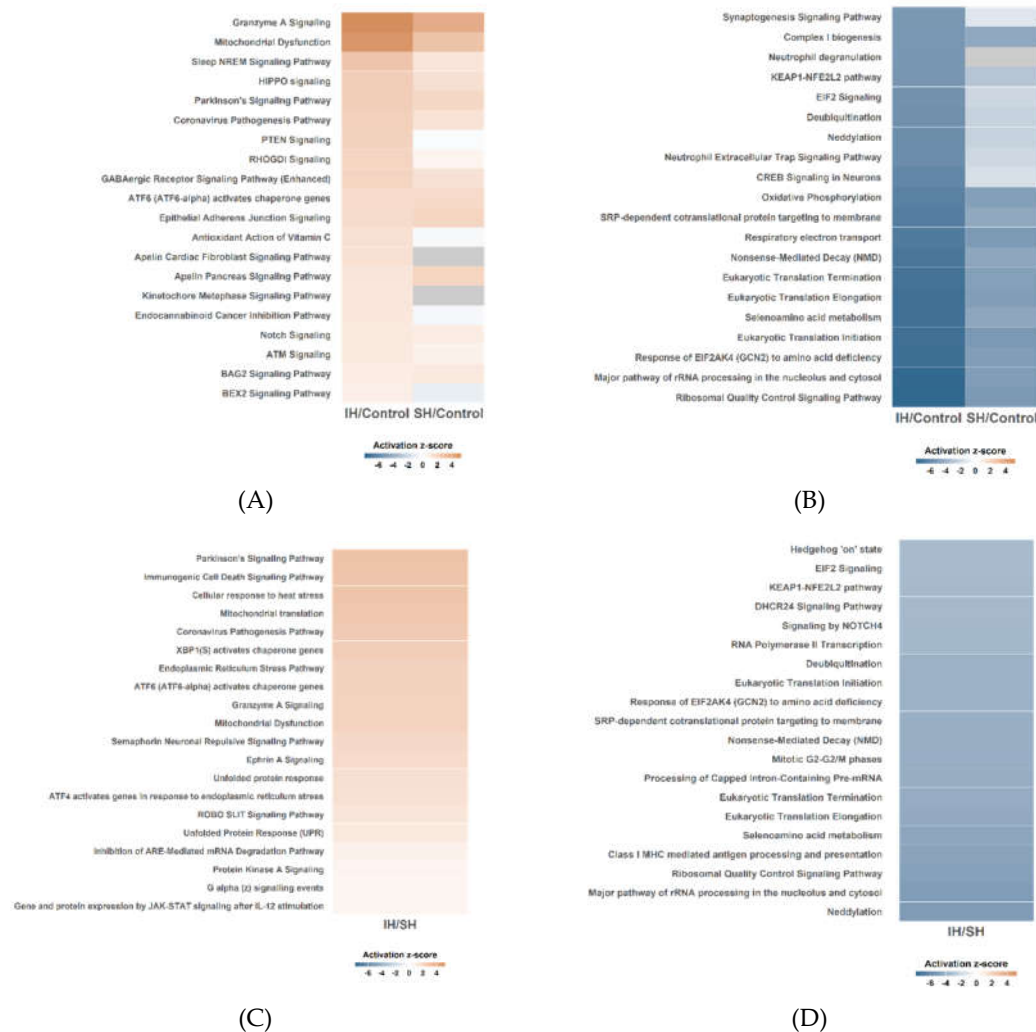 Granzyme A Signaling
Mitochondrial Dysfunction
Sleep NREM Signaling Pathway
HIPPO signaling
Parkinson's Signaling Pathway
Coronavirus Pathogenesis Pathway
PTEN Signaling
RHOGDI Signaling
GABAergic Receptor Signaling Pathway (Enhanced)
ATF6 (ATF6-alpha) activates chaperone genes
Epithelial Adherens Junction Signaling
Antioxidant Action of Vitamin C
Apelin Cardiac Fibroblast Signaling Pathway
Apelin Pancreas Signaling Pathway
Kinetochore Metaphase Signaling Pathway
Endocannabinoid Cancer Inhibition Pathway
Notch Signaling
ATM Signaling
BAG2 Signaling Pathway
BEX2 Signaling Pathway
IH/Control SH/Control
Activation z-score
-6 -4 -2 0 2 4
(A)
Synaptogenesis Signaling Pathway
Complex I biogenesis
Neutrophil degranulation
KEAP1-NFE2L2 pathway
EIF2 Signaling
Deubiquitination
Neddylation
Neutrophil Extracellular Trap Signaling Pathway
CREB Signaling in Neurons
Oxidative Phosphorylation
SRP-dependent cotranslational protein targeting to membrane
Respiratory electron transport
Nonsense-Mediated Decay (NMD)
Eukaryotic Translation Termination
Eukaryotic Translation Elongation
Selenoamino acid metabolism
Eukaryotic Translation Initiation
Response of EIF2AK4 (GCN2) to amino acid deficiency
Major pathway of rRNA processing in the nucleolus and cytosol
Ribosomal Quality Control Signaling Pathway
IH/Control SH/Control
Activation z-score
-6 -4 -2 0 2 4
(B)
Parkinson's Signaling Pathway
Immunogenic Cell Death Signaling Pathway
Cellular response to heat stress
Mitochondrial translation
Coronavirus Pathogenesis Pathway
XBP1(S) activates chaperone genes
Endoplasmic Reticulum Stress Pathway
ATF6 (ATF6-alpha) activates chaperone genes
Granzyme A Signaling
Mitochondrial Dysfunction
Semaphorin Neuronal Repulsive Signaling Pathway
Ephrin A Signaling
Unfolded protein response
ATF4 activates genes in response to endoplasmic reticulum stress
ROBO SLIT Signaling Pathway
Unfolded Protein Response (UPR)
Inhibition of ARE-Mediated mRNA Degradation Pathway
Protein Kinase A Signaling
G alpha (z) signalling events
Gene and protein expression by JAK-STAT signaling after IL-12 stimulation
IH/SH
Activation z-score
-6 -4 -2 0 2 4
(C)
Hedgehog 'on' state
EIF2 Signaling
KEAP1-NFE2L2 pathway
DHCR24 Signaling Pathway
Signaling by NOTCH4
RNA Polymerase II Transcription
Deubiquitination
Eukaryotic Translation Initiation
Response of EIF2AK4 (GCN2) to amino acid deficiency
SRP-dependent cotranslational protein targeting to membrane
Nonsense-Mediated Decay (NMD)
Mitotic G2-G2/M phases
Processing of Capped Intron-Containing Pre-mRNA
Eukaryotic Translation Termination
Eukaryotic Translation Elongation
Selenoamino acid metabolism
Class I MHC mediated antigen processing and presentation
Ribosomal Quality Control Signaling Pathway
Major pathway of rRNA processing in the nucleolus and cytosol
Neddylation
IH/SH
Activation z-score
-6 -4 -2 0 2 4
(D)